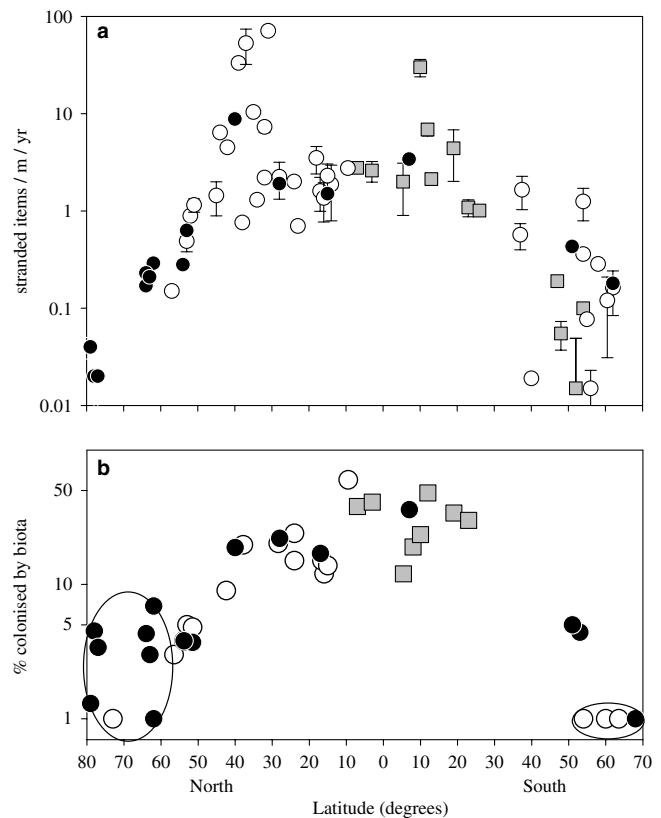 a
100
10
1
0.1
0.01
stranded items / m / yr
b
50
10
5
1
% colonised by biota
80 70 60 50 40 30 20 10 0 10 20 30 40 50 60 70
North South
Latitude (degrees)